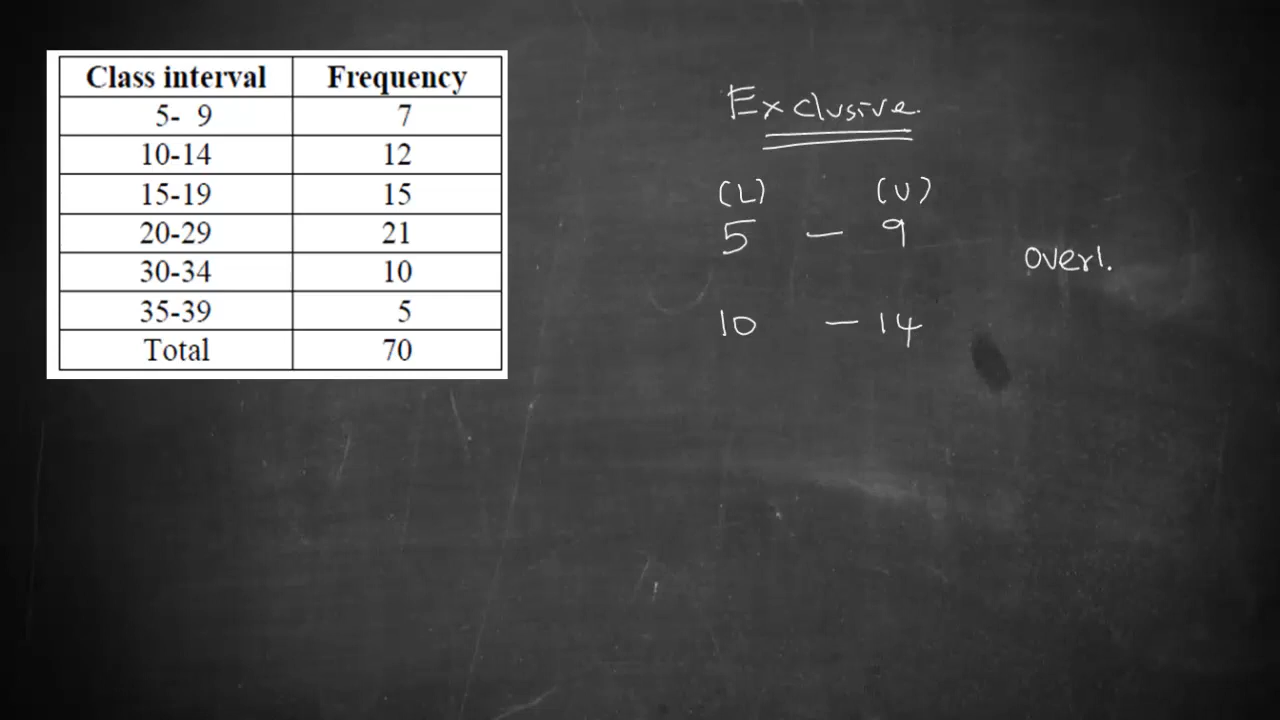 Class interval Frequency
5- 9 7
10-14 12
15-19 15
20-29 21
30-34 10
35-39 5
Total 70
Exclusive.
(L) (U)
5 — 9
overl.
10 — 14